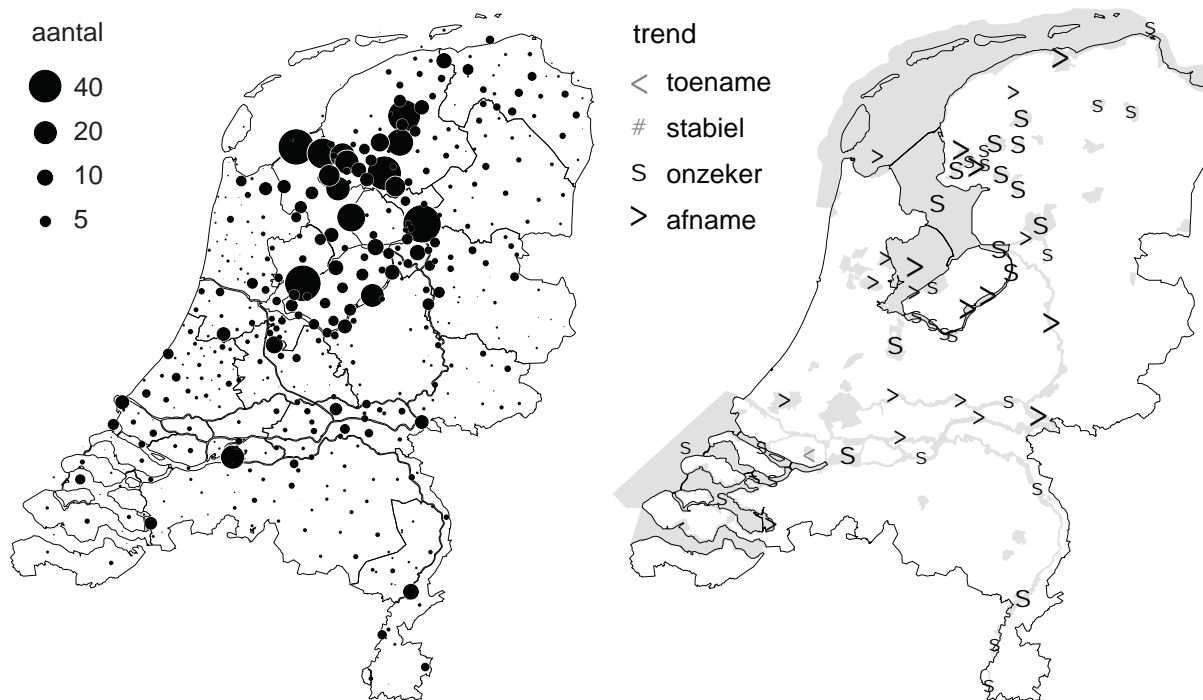 aantal
40
20
10
5
trend
< toename
# stabiel
S onzeker
> afname